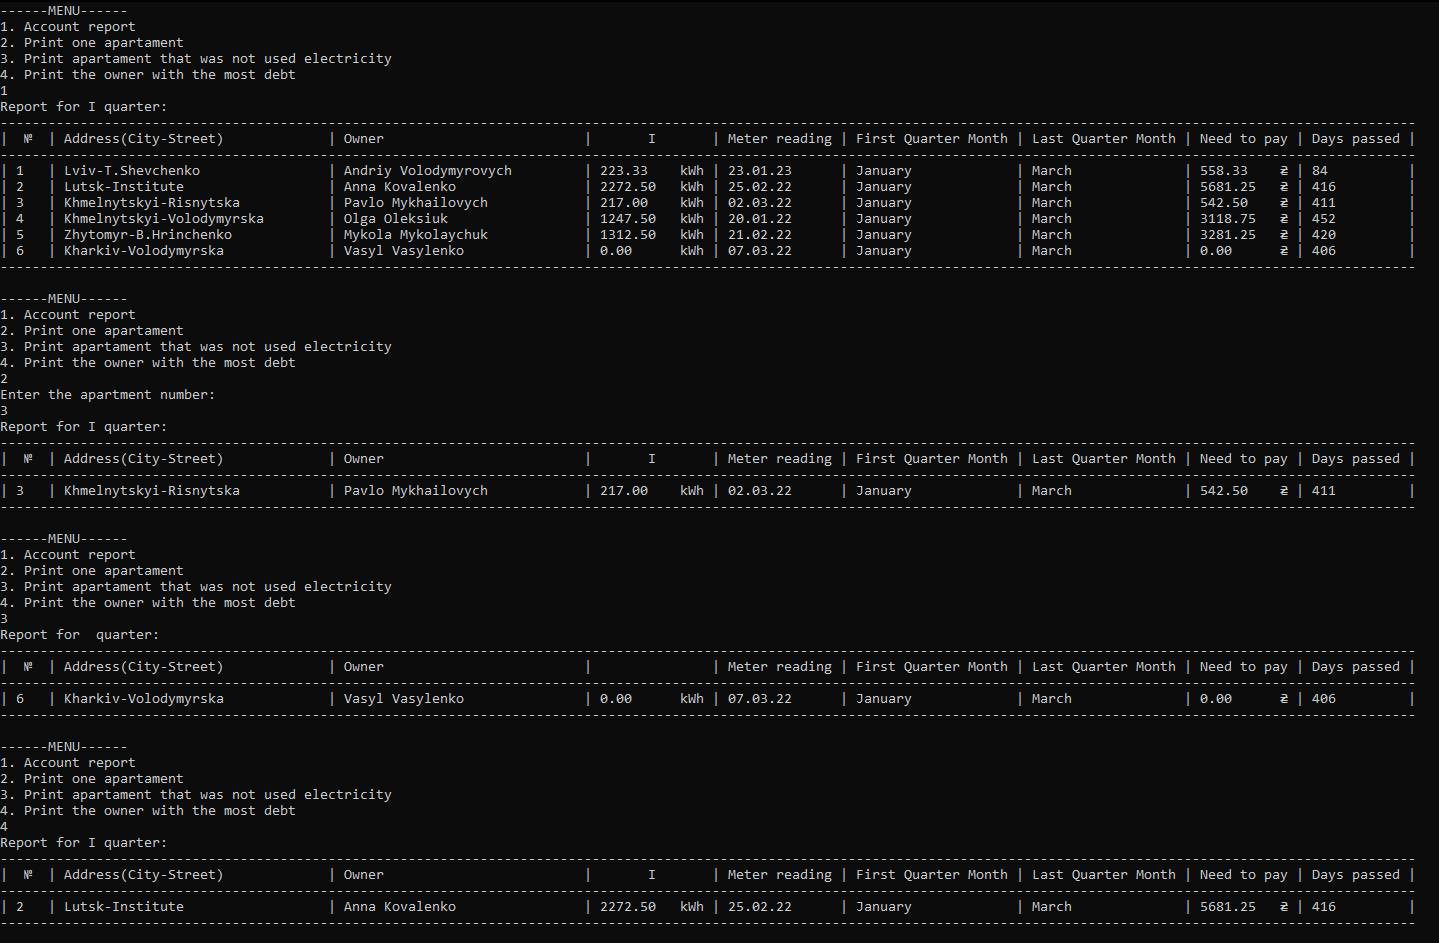 ------MENU------
1. Account report
2. Print one apartament
3. Print apartament that was not used electricity
4. Print the owner with the most debt
1
Report for I quarter:
| № | Address(City-Street) | Owner | I | Meter reading | First Quarter Month | Last Quarter Month | Need to pay | Days passed |
| 1 | Lviv-T.Shevchenko | Andriy Volodymyrovych | 223.33 kWh | 23.01.23 | January | March | 558.33 ₴ | 84 |
| 2 | Lutsk-Institute | Anna Kovalenko | 2272.50 kWh | 25.02.22 | January | March | 5681.25 ₴ | 416 |
| 3 | Khmelnytskyi-Risnytska | Pavlo Mykhailovych | 217.00 kWh | 02.03.22 | January | March | 542.50 ₴ | 411 |
| 4 | Khmelnytskyi-Volodymyrska | Olga Oleksiuk | 1247.50 kWh | 20.01.22 | January | March | 3118.75 ₴ | 452 |
| 5 | Zhytomyr-B.Hrinchenko | Mykola Mykolaychuk | 1312.50 kWh | 21.02.22 | January | March | 3281.25 ₴ | 420 |
| 6 | Kharkiv-Volodymyrska | Vasyl Vasylenko | 0.00 kWh | 07.03.22 | January | March | 0.00 ₴ | 406 |
------MENU------
1. Account report
2. Print one apartament
3. Print apartament that was not used electricity
4. Print the owner with the most debt
2
Enter the apartment number:
3
Report for I quarter:
| № | Address(City-Street) | Owner | I | Meter reading | First Quarter Month | Last Quarter Month | Need to pay | Days passed |
| 3 | Khmelnytskyi-Risnytska | Pavlo Mykhailovych | 217.00 kWh | 02.03.22 | January | March | 542.50 ₴ | 411 |
------MENU------
1. Account report
2. Print one apartament
3. Print apartament that was not used electricity
4. Print the owner with the most debt
3
Report for  quarter:
| № | Address(City-Street) | Owner | | Meter reading | First Quarter Month | Last Quarter Month | Need to pay | Days passed |
| 6 | Kharkiv-Volodymyrska | Vasyl Vasylenko | 0.00 kWh | 07.03.22 | January | March | 0.00 ₴ | 406 |
------MENU------
1. Account report
2. Print one apartament
3. Print apartament that was not used electricity
4. Print the owner with the most debt
4
Report for I quarter:
| № | Address(City-Street) | Owner | I | Meter reading | First Quarter Month | Last Quarter Month | Need to pay | Days passed |
| 2 | Lutsk-Institute | Anna Kovalenko | 2272.50 kWh | 25.02.22 | January | March | 5681.25 ₴ | 416 |